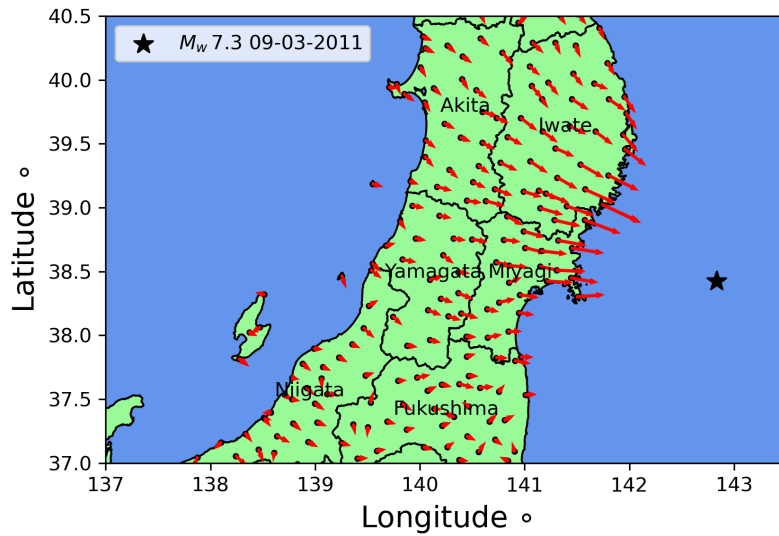 40.5
M_w 7.3 09-03-2011
40.0
Akita
Iwate
39.5
39.0
Latitude °
38.5
Yamagata
Miyagi
38.0
Niigata
37.5
Fukushima
37.0
137 138 139 140 141 142 143
Longitude °